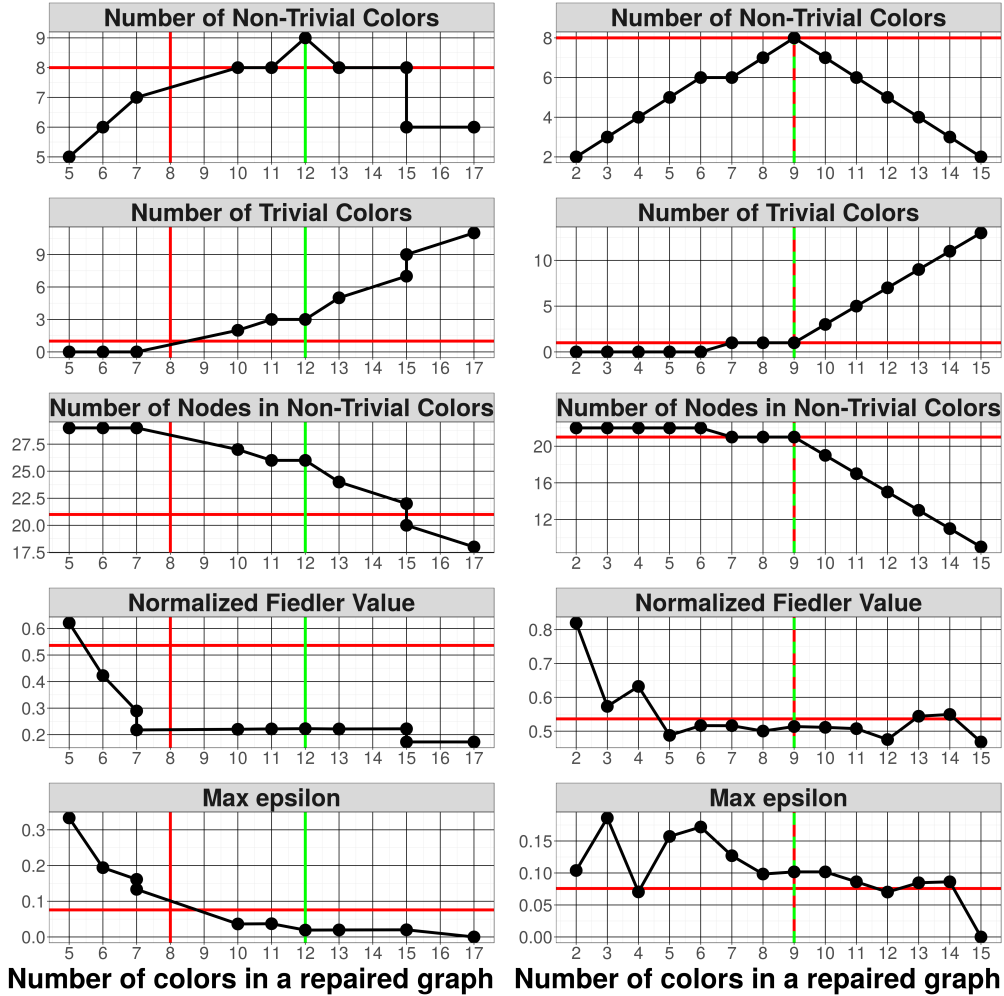 Number of Non-Trivial Colors
9
8
7
6
5
5 6 7 8 9 10 11 12 13 14 15 16 17
Number of Trivial Colors
9
6
3
0
5 6 7 8 9 10 11 12 13 14 15 16 17
Number of Nodes in Non-Trivial Colors
27.5
25.0
22.5
20.0
17.5
5 6 7 8 9 10 11 12 13 14 15 16 17
Normalized Fiedler Value
0.6
0.5
0.4
0.3
0.2
5 6 7 8 9 10 11 12 13 14 15 16 17
Max epsilon
0.3
0.2
0.1
0.0
5 6 7 8 9 10 11 12 13 14 15 16 17
Number of colors in a repaired graph
Number of Non-Trivial Colors
8
6
4
2
2 3 4 5 6 7 8 9 10 11 12 13 14 15
Number of Trivial Colors
10
5
0
2 3 4 5 6 7 8 9 10 11 12 13 14 15
Number of Nodes in Non-Trivial Colors
20
16
12
2 3 4 5 6 7 8 9 10 11 12 13 14 15
Normalized Fiedler Value
0.8
0.7
0.6
0.5
2 3 4 5 6 7 8 9 10 11 12 13 14 15
Max epsilon
0.15
0.10
0.05
0.00
2 3 4 5 6 7 8 9 10 11 12 13 14 15
Number of colors in a repaired graph